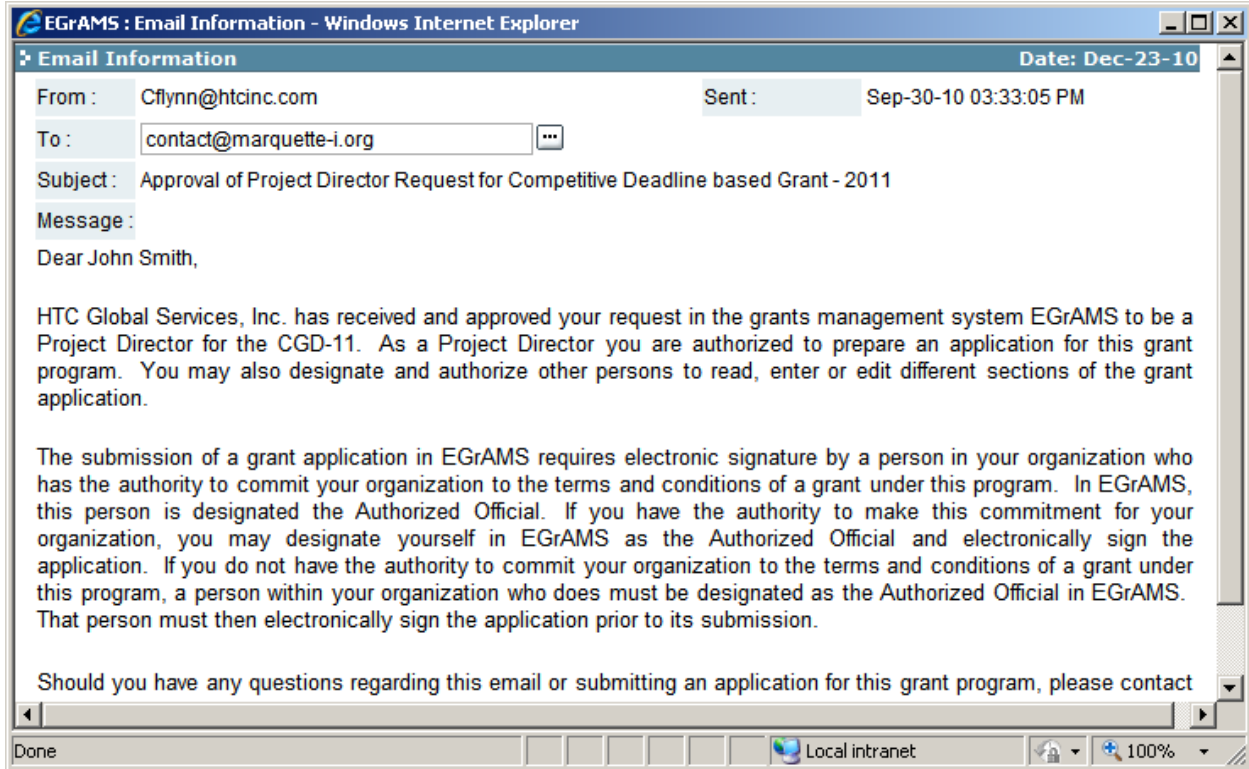 EGrAMS : Email Information - Windows Internet Explorer
Email Information Date: Dec-23-10
From : Cflynn@htcinc.com Sent : Sep-30-10 03:33:05 PM
To : contact@marquette-i.org ...
Subject : Approval of Project Director Request for Competitive Deadline based Grant - 2011
Message :
Dear John Smith,
HTC Global Services, Inc. has received and approved your request in the grants management system EGrAMS to be a
Project Director for the CGD-11. As a Project Director you are authorized to prepare an application for this grant
program. You may also designate and authorize other persons to read, enter or edit different sections of the grant
application.
The submission of a grant application in EGrAMS requires electronic signature by a person in your organization who
has the authority to commit your organization to the terms and conditions of a grant under this program. In EGrAMS,
this person is designated the Authorized Official. If you have the authority to make this commitment for your
organization, you may designate yourself in EGrAMS as the Authorized Official and electronically sign the
application. If you do not have the authority to commit your organization to the terms and conditions of a grant under
this program, a person within your organization who does must be designated as the Authorized Official in EGrAMS.
That person must then electronically sign the application prior to its submission.
Should you have any questions regarding this email or submitting an application for this grant program, please contact
Done Local intranet 100%